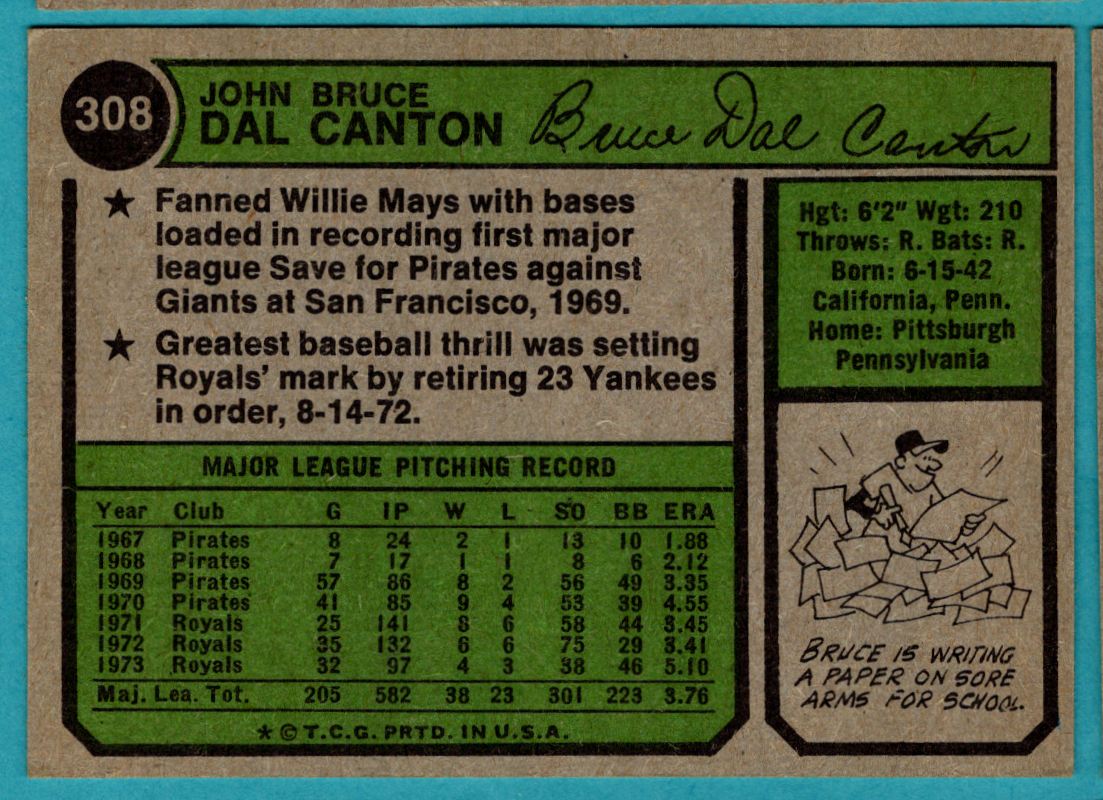 308
JOHN BRUCE
DAL CANTON
Bruce Dal Canton
★ Fanned Willie Mays with bases
loaded in recording first major
league Save for Pirates against
Giants at San Francisco, 1969.
★ Greatest baseball thrill was setting
Royals' mark by retiring 23 Yankees
in order, 8-14-72.
Hgt: 6'2" Wgt: 210
Throws: R. Bats: R.
Born: 6-15-42
California, Penn.
Home: Pittsburgh
Pennsylvania
MAJOR LEAGUE PITCHING RECORD
Year Club G IP W L SO BB ERA
1967 Pirates 8 24 2 1 13 10 1.88
1968 Pirates 7 17 1 1 8 6 2.12
1969 Pirates 57 86 8 2 56 49 3.35
1970 Pirates 41 85 9 4 53 39 4.55
1971 Royals 25 141 8 6 58 44 3.45
1972 Royals 35 132 6 6 75 29 3.41
1973 Royals 32 97 4 3 38 46 5.10
Maj. Lea. Tot. 205 582 38 23 301 223 3.76
★ © T.C.G. PRTD. IN U.S.A.
BRUCE IS WRITING
A PAPER ON SORE
ARMS FOR SCHOOL.